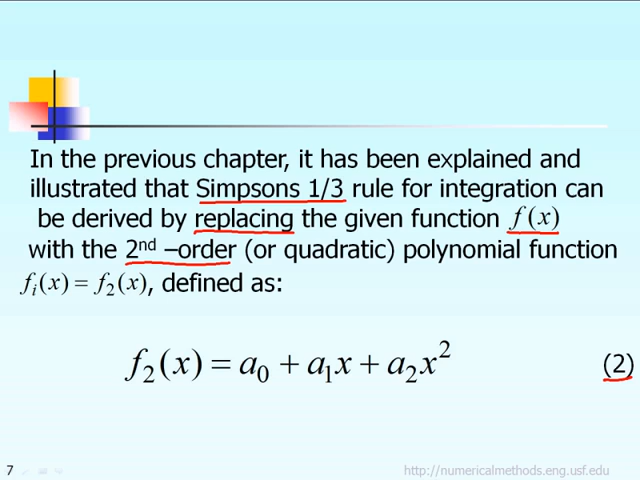 In the previous chapter, it has been explained and
illustrated that Simpsons 1/3 rule for integration can
be derived by replacing the given function f(x)
with the 2nd –order (or quadratic) polynomial function
fᵢ(x) = f₂(x), defined as:
f₂(x) = a₀ + a₁x + a₂x² (2)
7 http://numericalmethods.eng.usf.edu